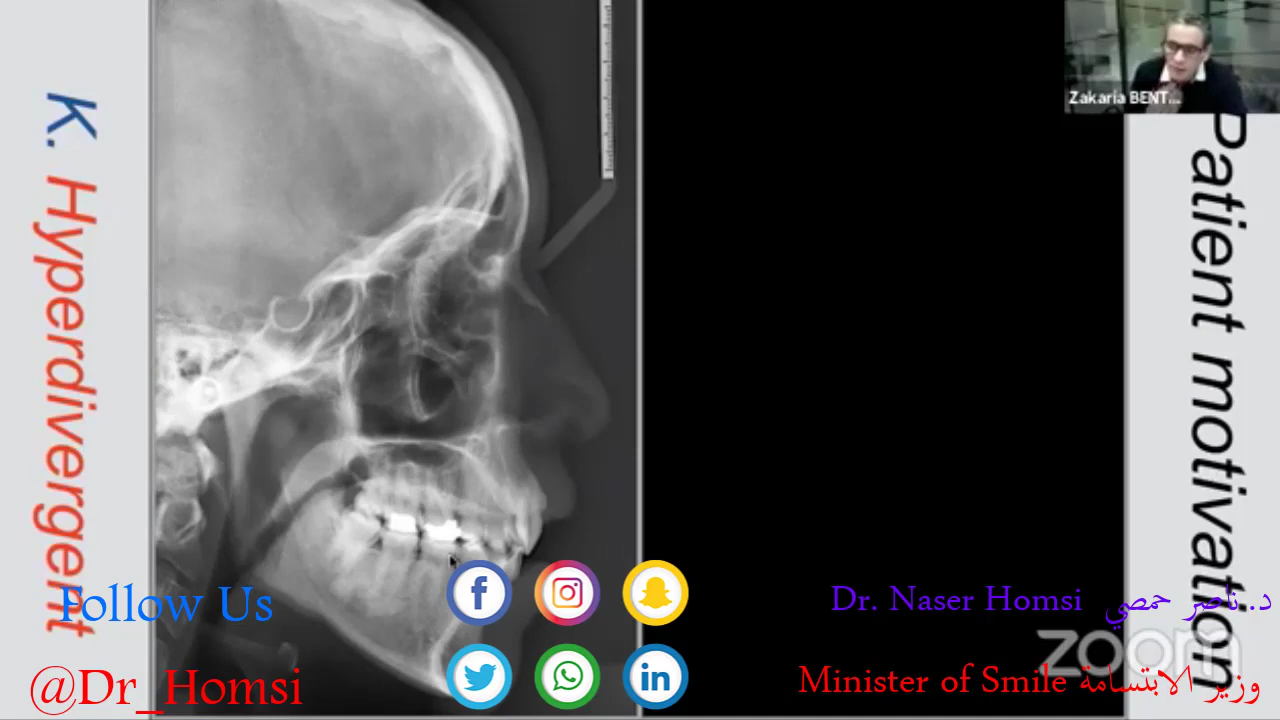 Zakaria BENT...
K. Hyperdivergent
Patient motivation
Follow Us
@Dr_Homsi
Dr. Naser Homsi د. ناصر حمصي
Minister of Smile وزير الابتسامة
zoom